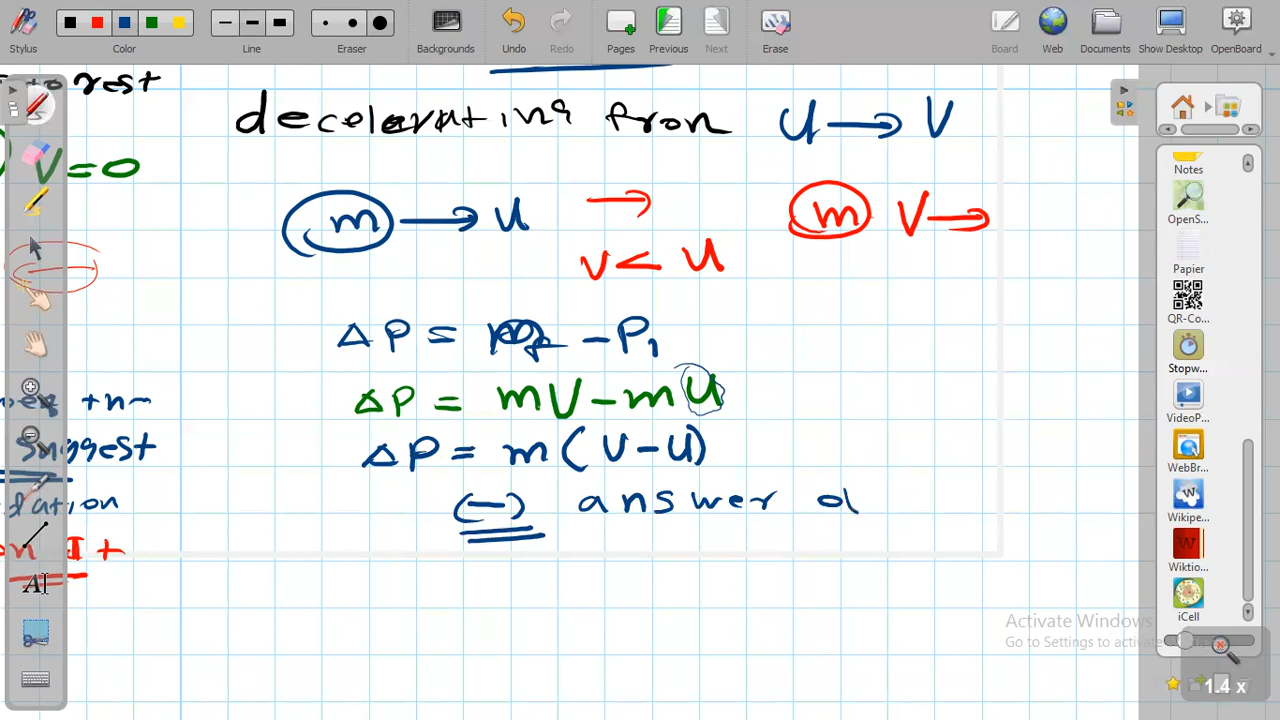 Stylus
Color
Line
Eraser
Backgrounds
Undo
Redo
Pages
Previous
Next
Erase
Board
Web
Documents
Show Desktop
OpenBoard
rest
V=0
Suggest
decelerating from U → V
m → u
v < u
m V →
ΔP = - P1
ΔP = mV - mU
ΔP = m(V-U)
(-) answer d
Notes
OpenS...
Papier
QR-Co...
Stopw...
VideoP...
WebBr...
Wikipe...
Wiktio...
iCell
Activate Windows
Go to Settings to activate
1.4 x